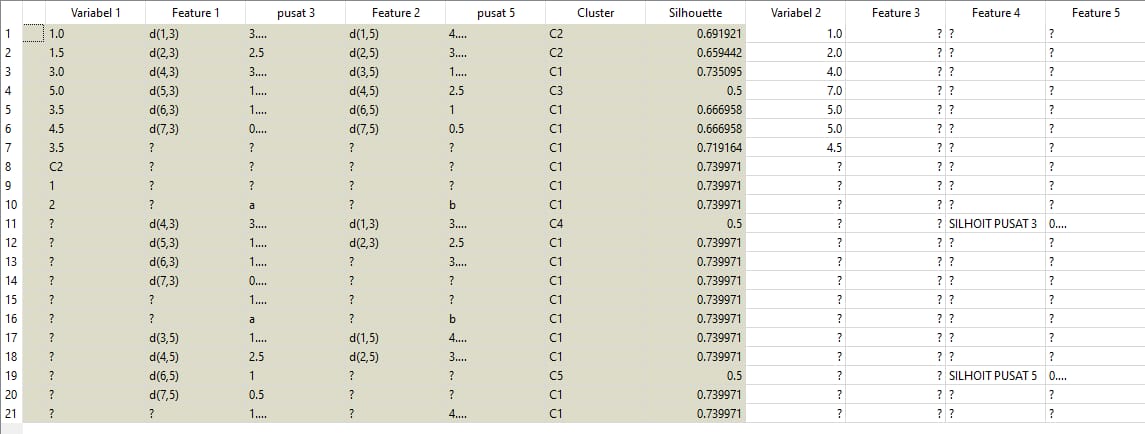 Variabel 1 Feature 1 pusat 3 Feature 2 pusat 5 Cluster Silhouette Variabel 2 Feature 3 Feature 4 Feature 5
1 1.0 d(1,3) 3.... d(1,5) 4.... C2 0.691921 1.0 ? ? ?
2 1.5 d(2,3) 2.5 d(2,5) 3.... C2 0.659442 2.0 ? ? ?
3 3.0 d(4,3) 3.... d(3,5) 1.... C1 0.735095 4.0 ? ? ?
4 5.0 d(5,3) 1.... d(4,5) 2.5 C3 0.5 7.0 ? ? ?
5 3.5 d(6,3) 1.... d(6,5) 1 C1 0.666958 5.0 ? ? ?
6 4.5 d(7,3) 0.... d(7,5) 0.5 C1 0.666958 5.0 ? ? ?
7 3.5 ? ? ? ? C1 0.719164 4.5 ? ? ?
8 C2 ? ? ? ? C1 0.739971 ? ? ? ?
9 1 ? ? ? ? C1 0.739971 ? ? ? ?
10 2 ? a ? b C1 0.739971 ? ? ? ?
11 ? d(4,3) 3.... d(1,3) 3.... C4 0.5 ? ? SILHOIT PUSAT 3 0....
12 ? d(5,3) 1.... d(2,3) 2.5 C1 0.739971 ? ? ? ?
13 ? d(6,3) 1.... ? 3.... C1 0.739971 ? ? ? ?
14 ? d(7,3) 0.... ? ? C1 0.739971 ? ? ? ?
15 ? ? 1.... ? ? C1 0.739971 ? ? ? ?
16 ? ? a ? b C1 0.739971 ? ? ? ?
17 ? d(3,5) 1.... d(1,5) 4.... C1 0.739971 ? ? ? ?
18 ? d(4,5) 2.5 d(2,5) 3.... C1 0.739971 ? ? ? ?
19 ? d(6,5) 1 ? ? C5 0.5 ? ? SILHOIT PUSAT 5 0....
20 ? d(7,5) 0.5 ? ? C1 0.739971 ? ? ? ?
21 ? ? 1.... ? 4.... C1 0.739971 ? ? ? ?